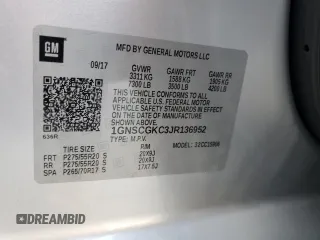 GM
MFD BY GENERAL MOTORS LLC
09/17
GVWR GAWR FRT GAWR RR
3311 KG 1588 KG 1905 KG
7300 LB 3500 LB 4200 LB
THIS VEHICLE CONFORMS TO ALL
APPLICABLE U.S. FEDERAL MOTOR
VEHICLE SAFETY
STANDARDS IN EFFECT ON THE DATE OF
MANUFACTURE SHOWN ABOVE.
1GNSCGKC3JR136952
TYPE: M.P.V.
TIRE SIZE RIM
FRT P275/55R20 S 20X9J
RR P275/55R20 S 20X9J
SPA P265/70R17 S 17X7.5J